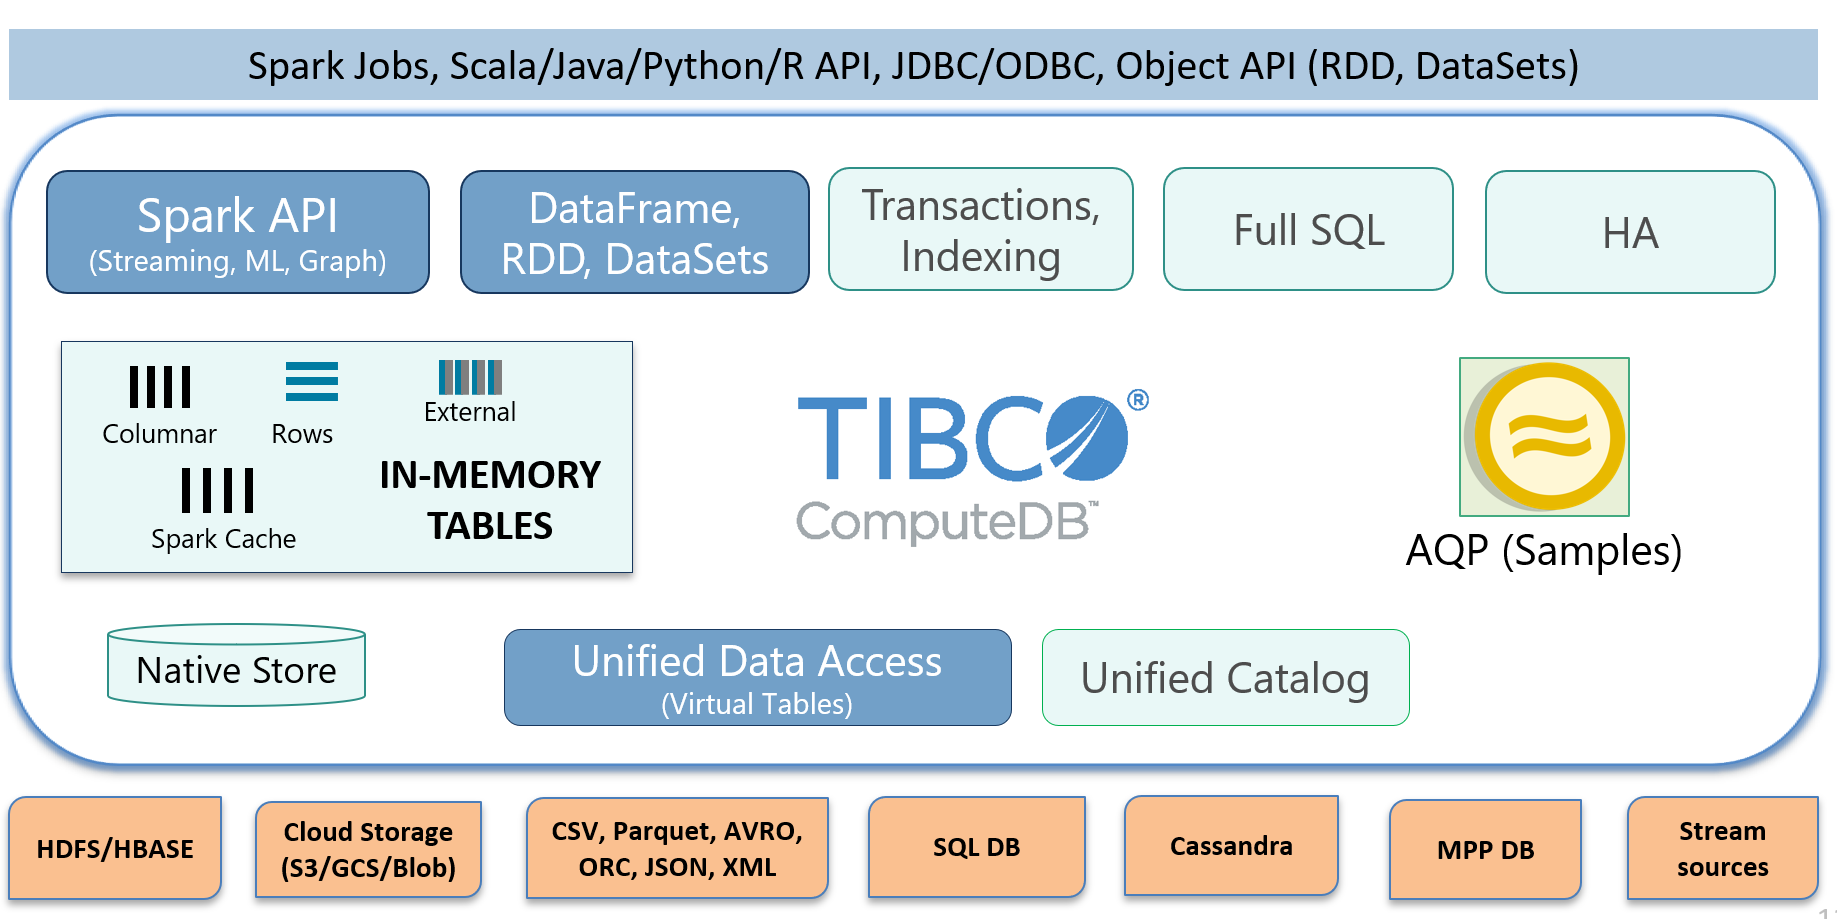 Spark Jobs, Scala/Java/Python/R API, JDBC/ODBC, Object API (RDD, DataSets)
Spark API
(Streaming, ML, Graph)
DataFrame,
RDD, DataSets
Transactions,
Indexing
Full SQL
HA
Columnar
Rows
External
Spark Cache
IN-MEMORY
TABLES
TIBCO®
ComputeDB™
AQP (Samples)
Native Store
Unified Data Access
(Virtual Tables)
Unified Catalog
HDFS/HBASE
Cloud Storage
(S3/GCS/Blob)
CSV, Parquet, AVRO,
ORC, JSON, XML
SQL DB
Cassandra
MPP DB
Stream
sources